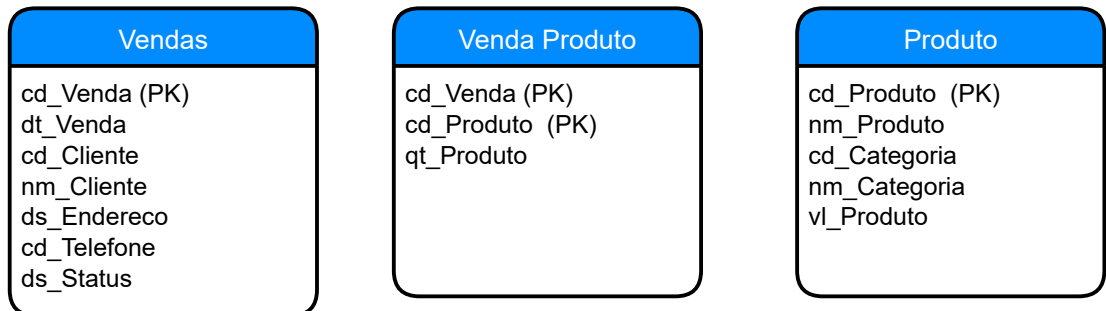 Vendas
cd_Venda (PK)
dt_Venda
cd_Cliente
nm_Cliente
ds_Endereco
cd_Telefone
ds_Status
Venda Produto
cd_Venda (PK)
cd_Produto  (PK)
qt_Produto
Produto
cd_Produto  (PK)
nm_Produto
cd_Categoria
nm_Categoria
vl_Produto